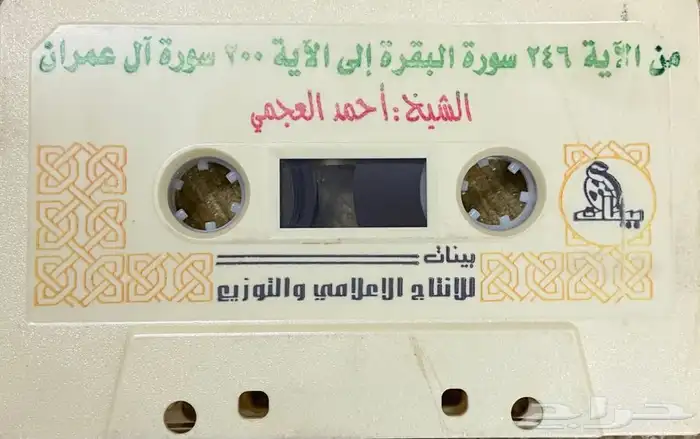 من الآية ٢٤٦ سورة البقرة إلى الآية ٢٠٠ سورة آل عمران
الشيخ : أحمد العجمي
بينات
بينات
للانتاج الاعلامي والتوزيع
حراج